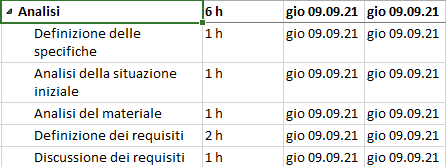 Analisi 6 h gio 09.09.21 gio 09.09.21
Definizione delle 1 h gio 09.09.21 gio 09.09.21
specifiche
Analisi della situazione 1 h gio 09.09.21 gio 09.09.21
iniziale
Analisi del materiale 1 h gio 09.09.21 gio 09.09.21
Definizione dei requisiti 2 h gio 09.09.21 gio 09.09.21
Discussione dei requisiti 1 h gio 09.09.21 gio 09.09.21